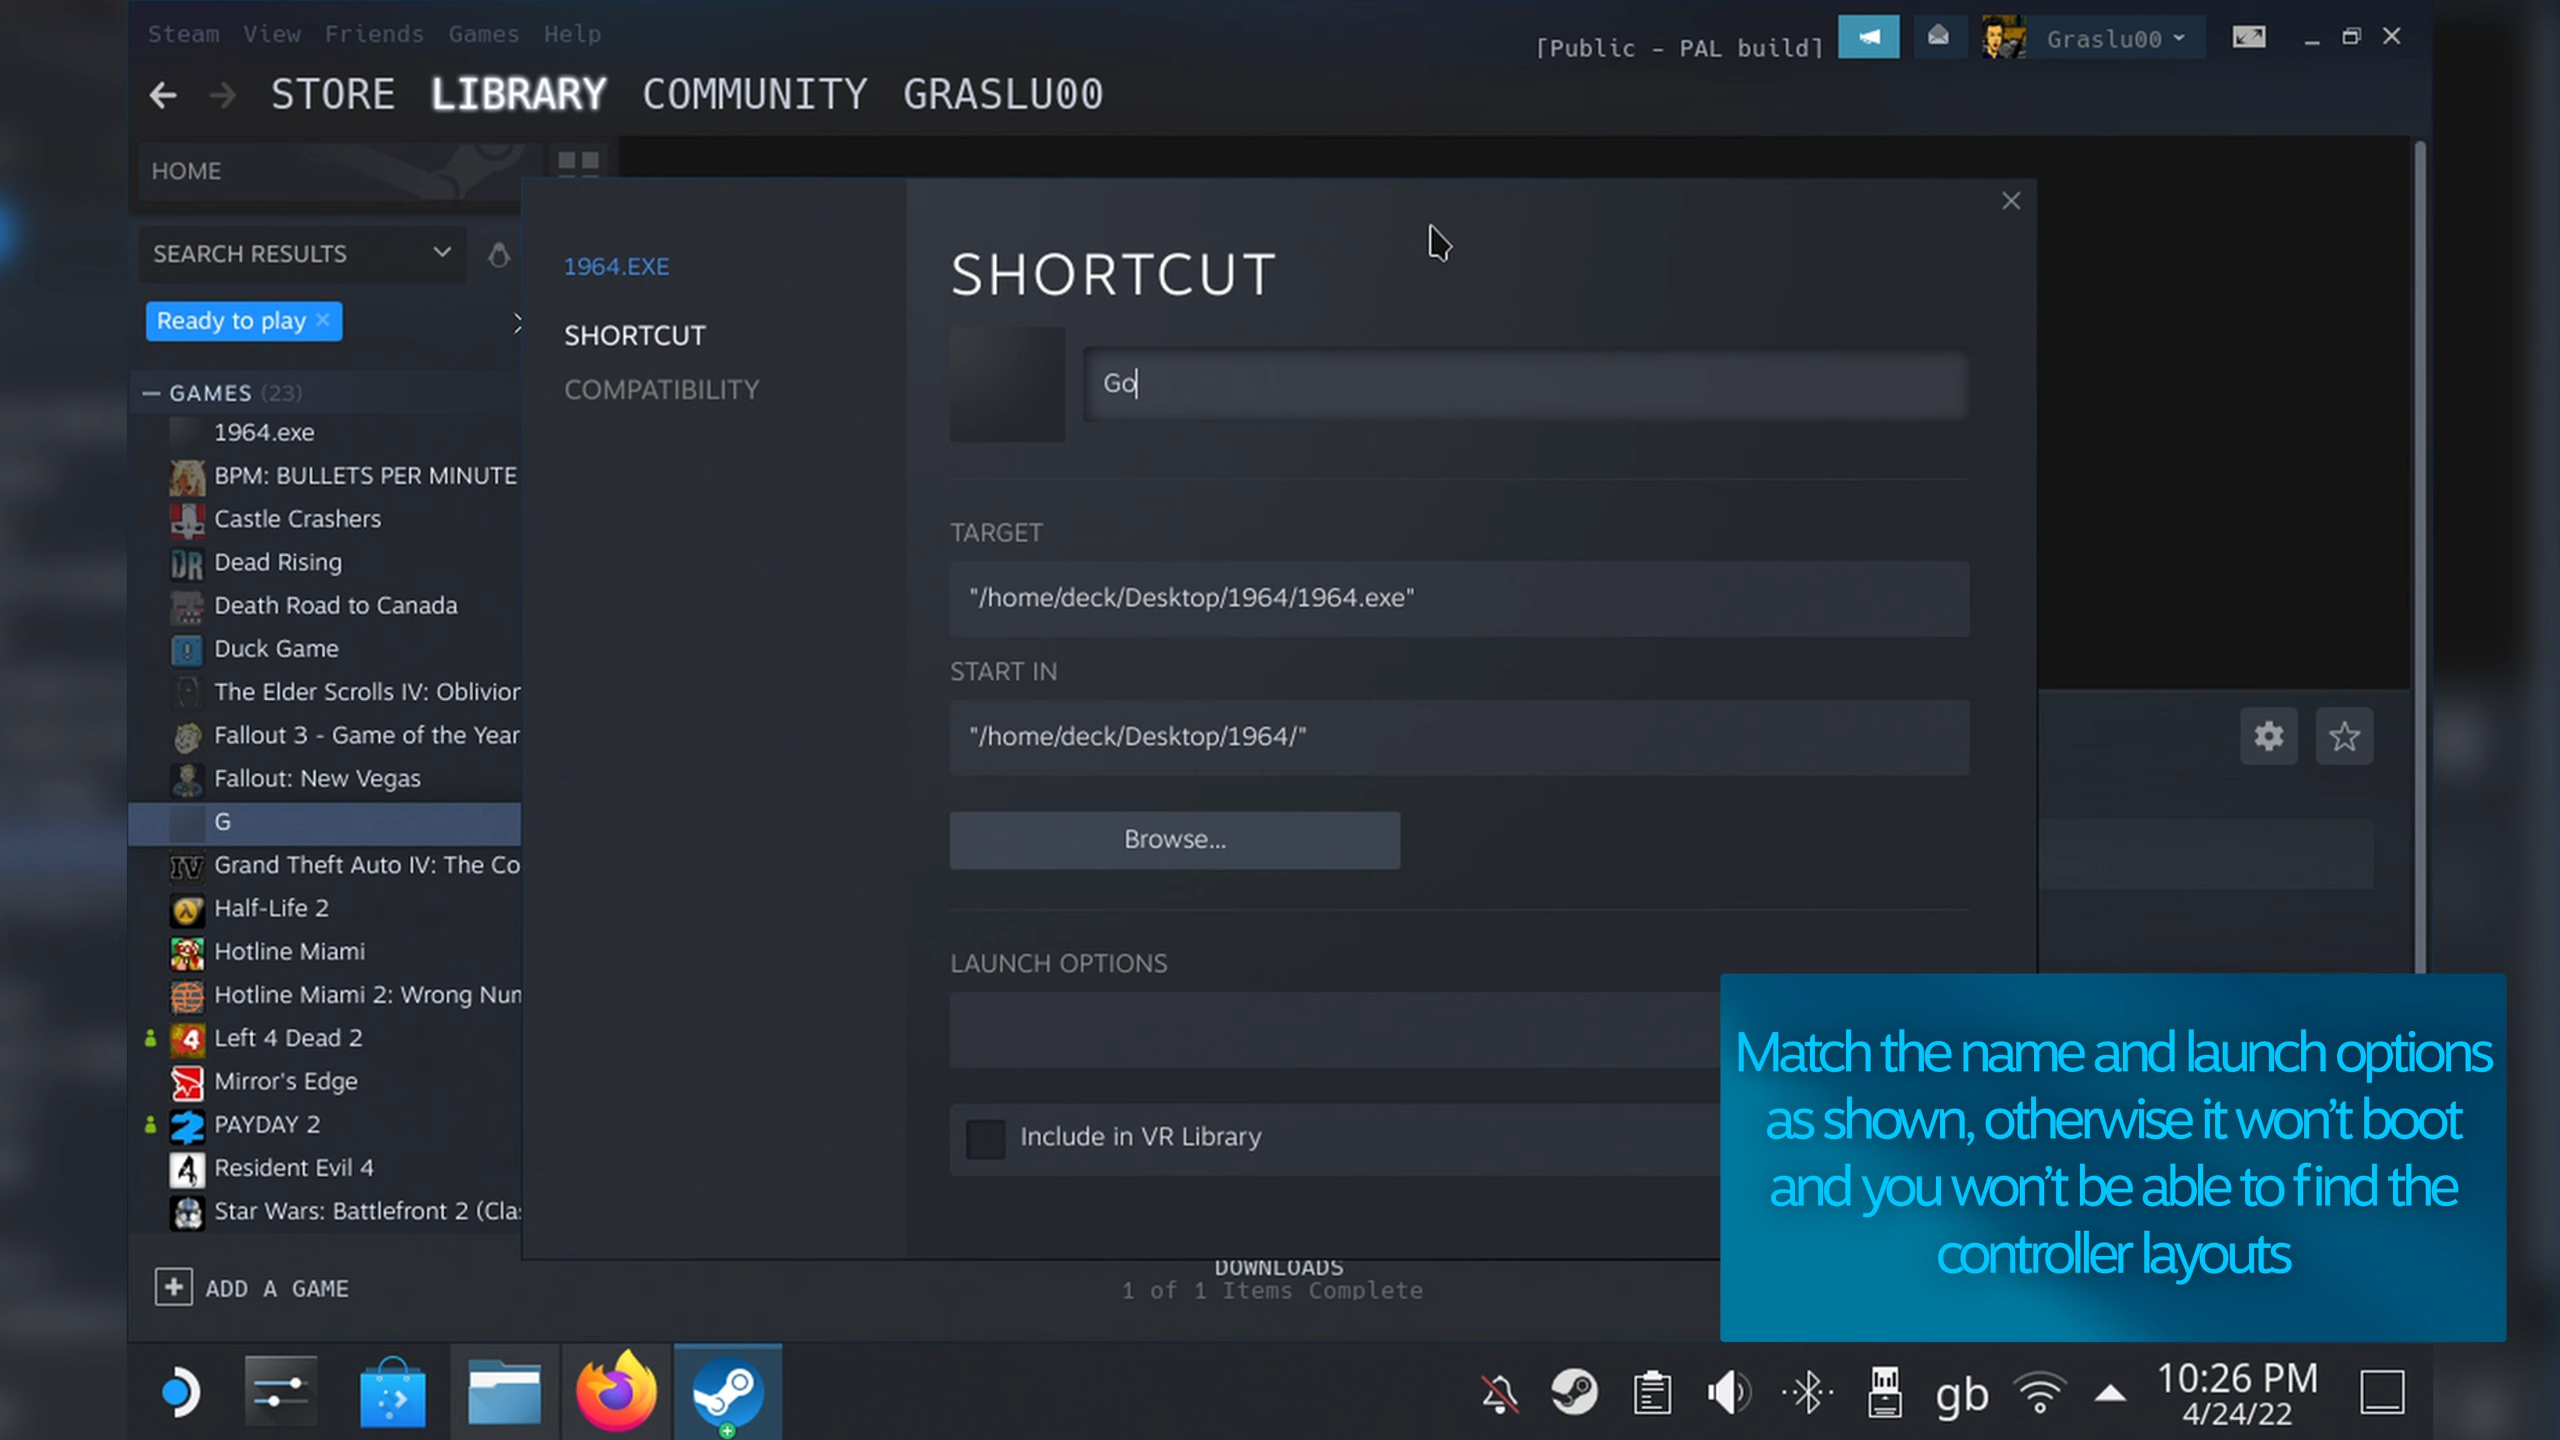 Steam View Friends Games Help
[Public - PAL build]
Graslu00
STORE LIBRARY COMMUNITY GRASLU00
HOME
SEARCH RESULTS
Ready to play
GAMES (23)
1964.exe
BPM: BULLETS PER MINUTE
Castle Crashers
Dead Rising
Death Road to Canada
Duck Game
The Elder Scrolls IV: Oblivion
Fallout 3 - Game of the Year
Fallout: New Vegas
G
Grand Theft Auto IV: The Co
Half-Life 2
Hotline Miami
Hotline Miami 2: Wrong Num
Left 4 Dead 2
Mirror's Edge
PAYDAY 2
Resident Evil 4
Star Wars: Battlefront 2 (Clas
ADD A GAME
1964.EXE
SHORTCUT
COMPATIBILITY
SHORTCUT
Go
TARGET
"/home/deck/Desktop/1964/1964.exe"
START IN
"/home/deck/Desktop/1964/"
Browse...
LAUNCH OPTIONS
Include in VR Library
DOWNLOADS
1 of 1 Items Complete
Match the name and launch options
as shown, otherwise it won't boot
and you won't be able to find the
controller layouts
gb
10:26 PM
4/24/22